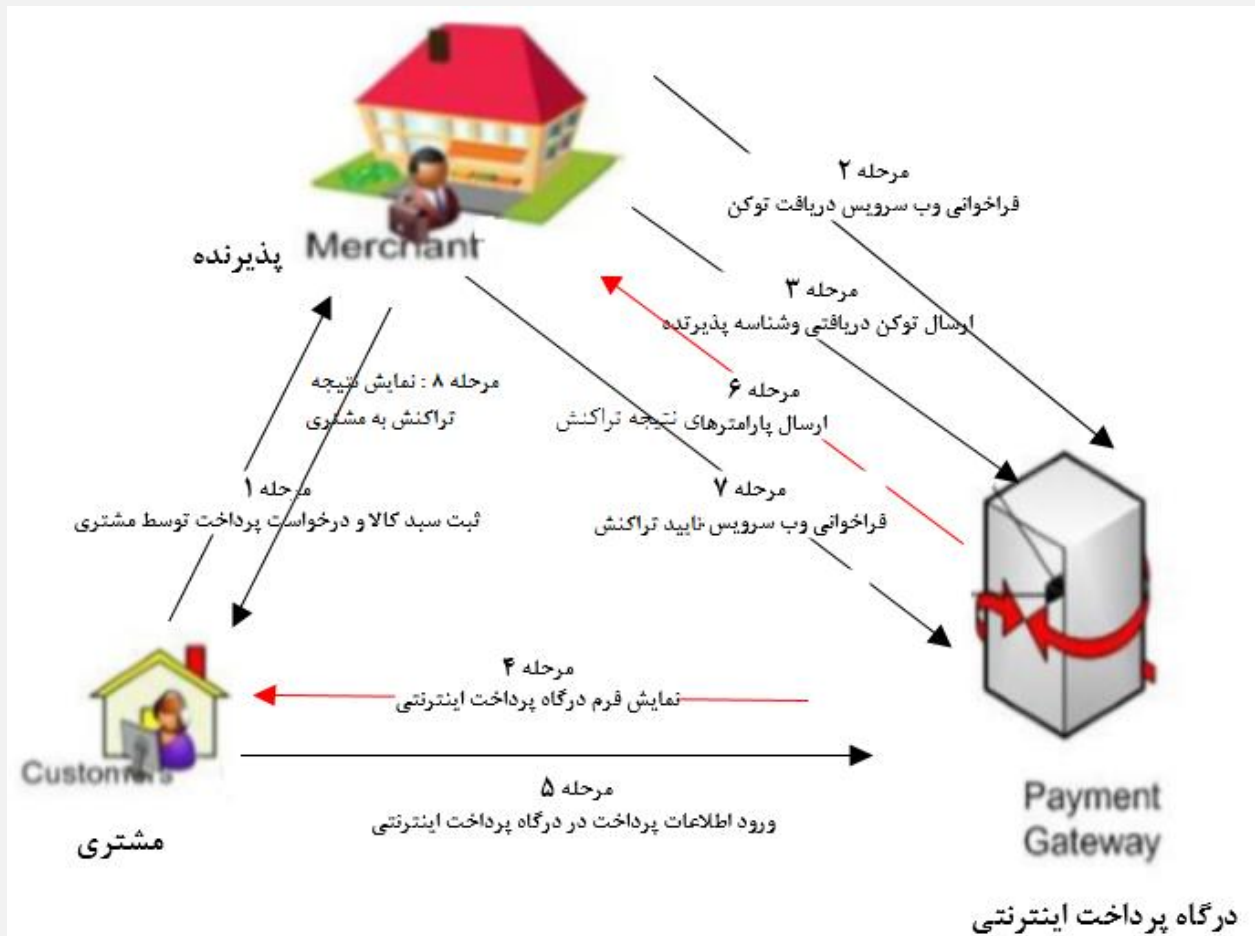 مرحله ۲
فراخوانی وب سرویس دریافت توکن
Merchant
پذیرنده
مرحله ۳
ارسال توکن دریافتی وشناسه پذیرنده
مرحله ۶
ارسال پارامترهای نتیجه تراکنش
مرحله ۸ : نمایش نتیجه
تراکنش به مشتری
مرحله ۷
فراخوانی وب سرویس تایید تراکنش
مرحله ۱
ثبت سبد کالا و درخواست پرداخت توسط مشتری
مرحله ۴
نمایش فرم درگاه پرداخت اینترنتی
Customers
مشتری
مرحله ۵
ورود اطلاعات پرداخت در درگاه پرداخت اینترنتی
Payment
Gateway
درگاه پرداخت اینترنتی